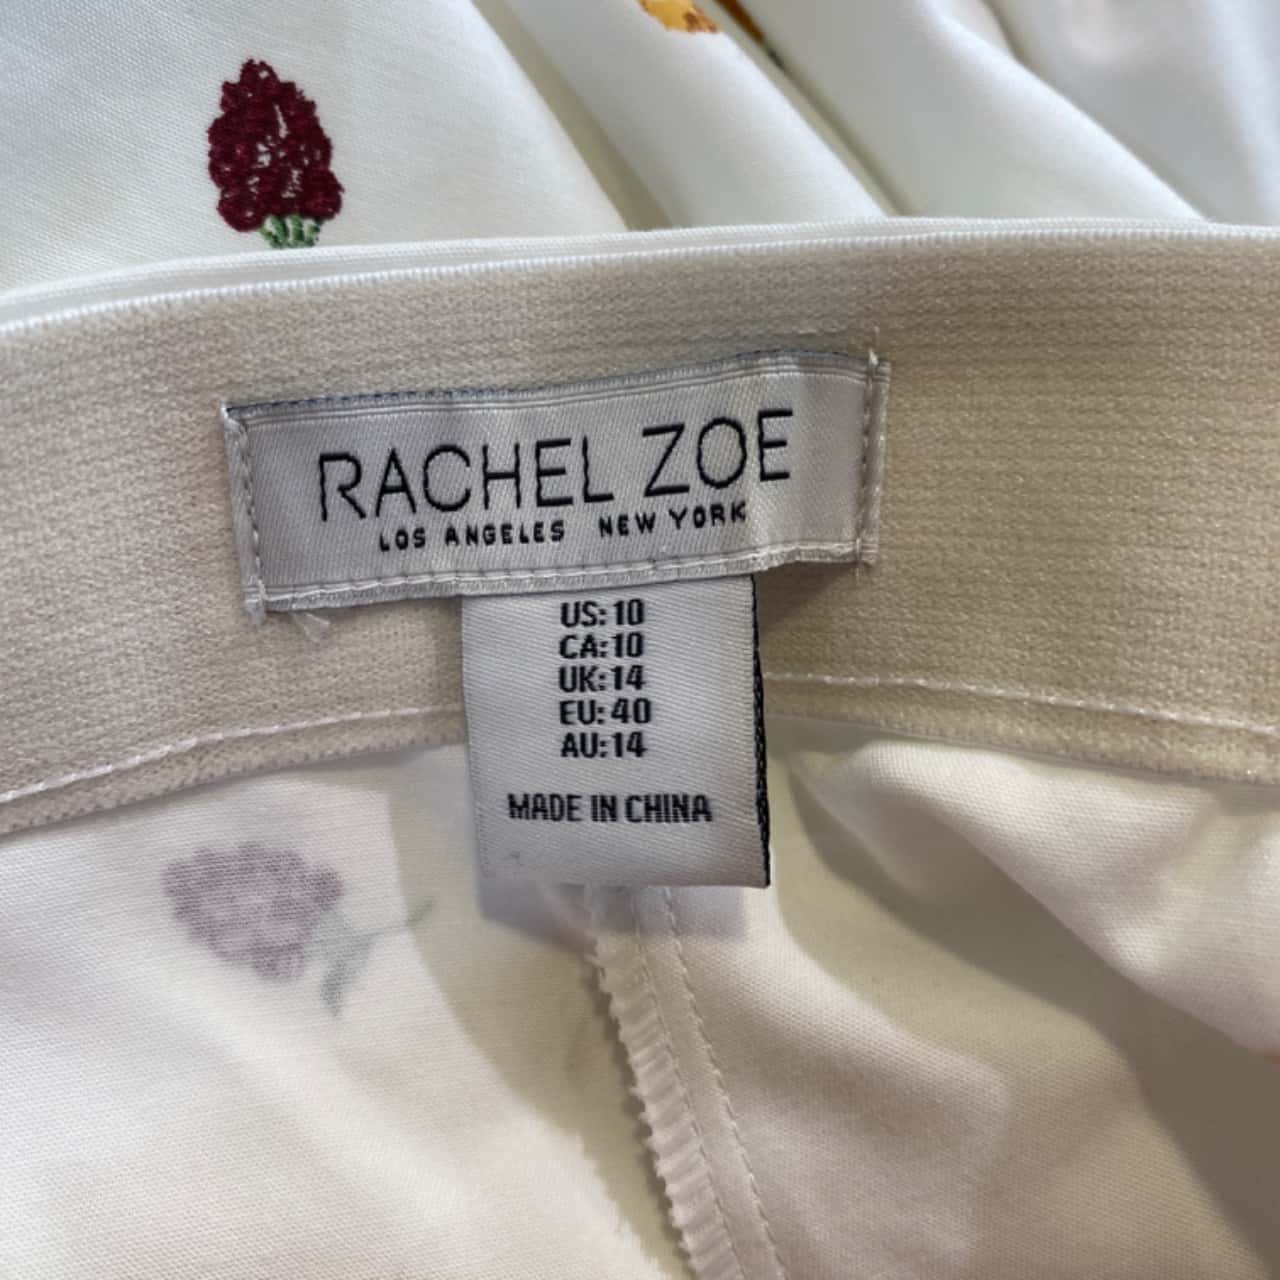 RACHEL ZOE
LOS ANGELES NEW YORK
US: 10
CA: 10
UK: 14
EU: 40
AU: 14
MADE IN CHINA